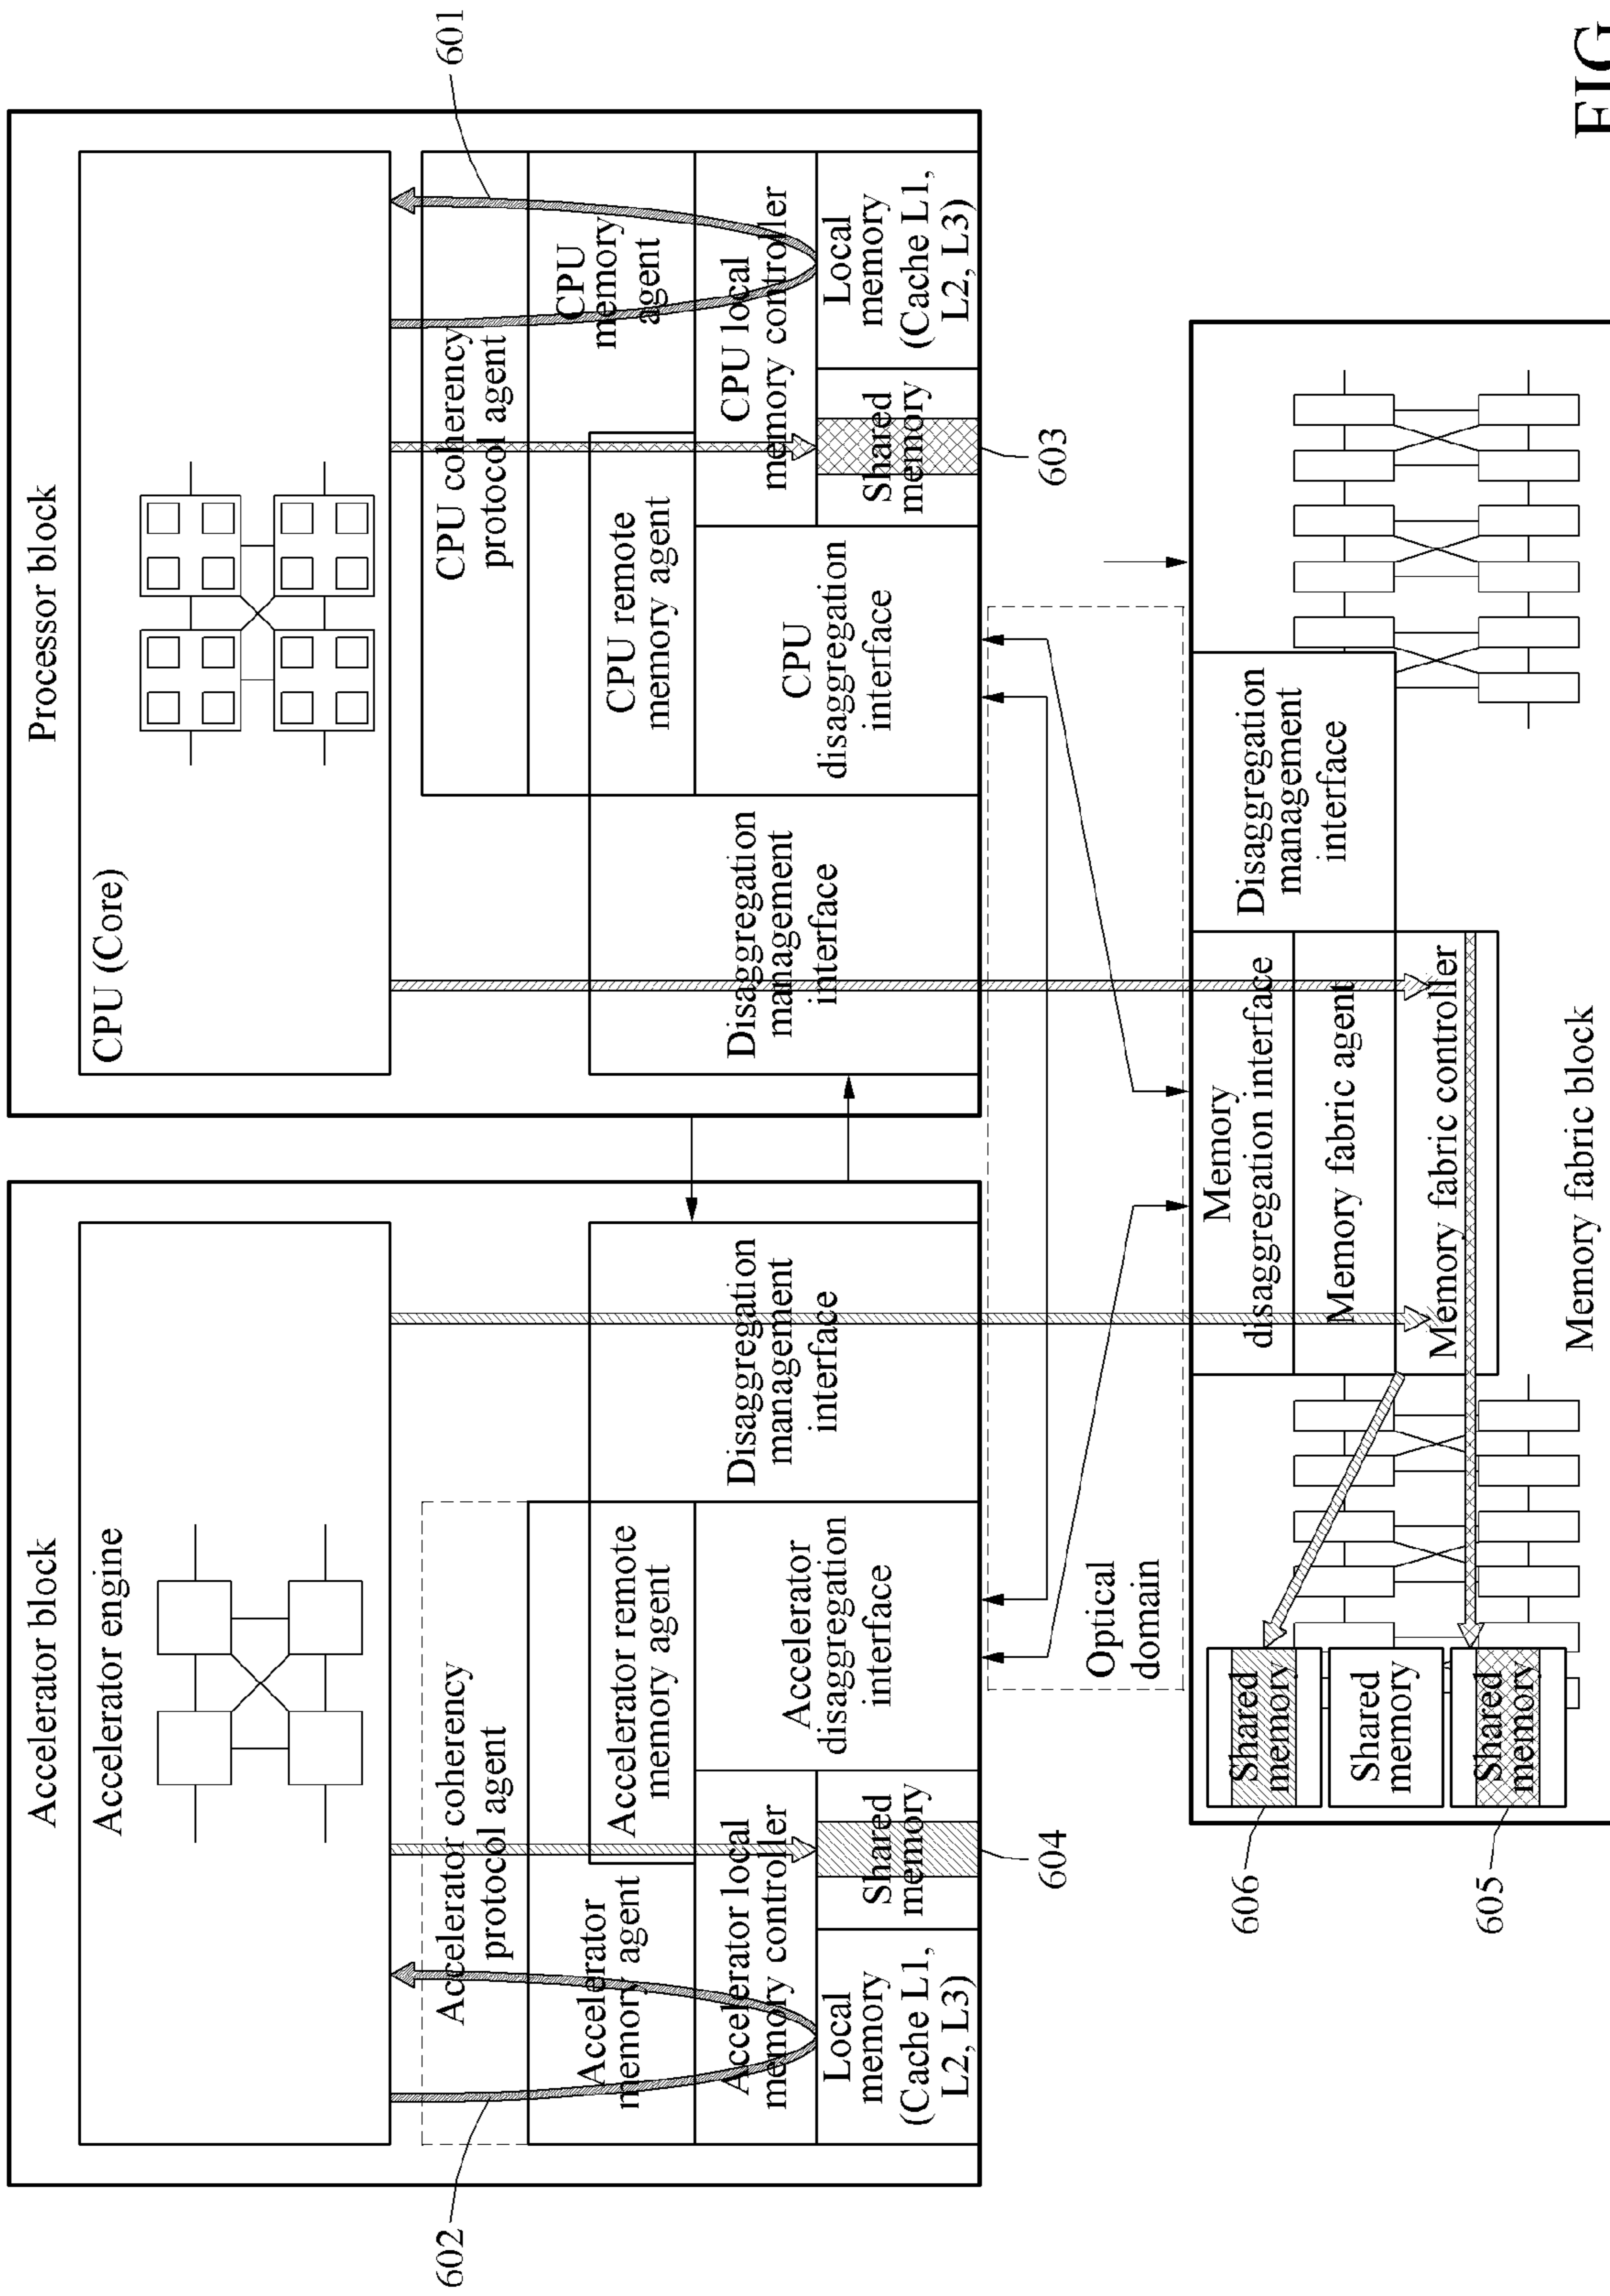 Accelerator block
Accelerator engine
602
Accelerator coherency
protocol agent
Accelerator
memory agent
Accelerator remote
memory agent
Accelerator local
memory controller
Local
memory
(Cache L1,
L2, L3)
Shared
memory
604
Accelerator
disaggregation
interface
Disaggregation
management
interface
Processor block
CPU (Core)
601
CPU coherency
protocol agent
CPU
memory
agent
CPU remote
memory agent
CPU local
memory controller
Disaggregation
management
interface
CPU
disaggregation
interface
Shared
memory
603
Local
memory
(Cache L1,
L2, L3)
Optical
domain
606
Shared
memory
Shared
memory
605
Shared
memory
Memory
disaggregation interface
Memory fabric agent
Memory fabric controller
Disaggregation
management
interface
Memory fabric block
FIG